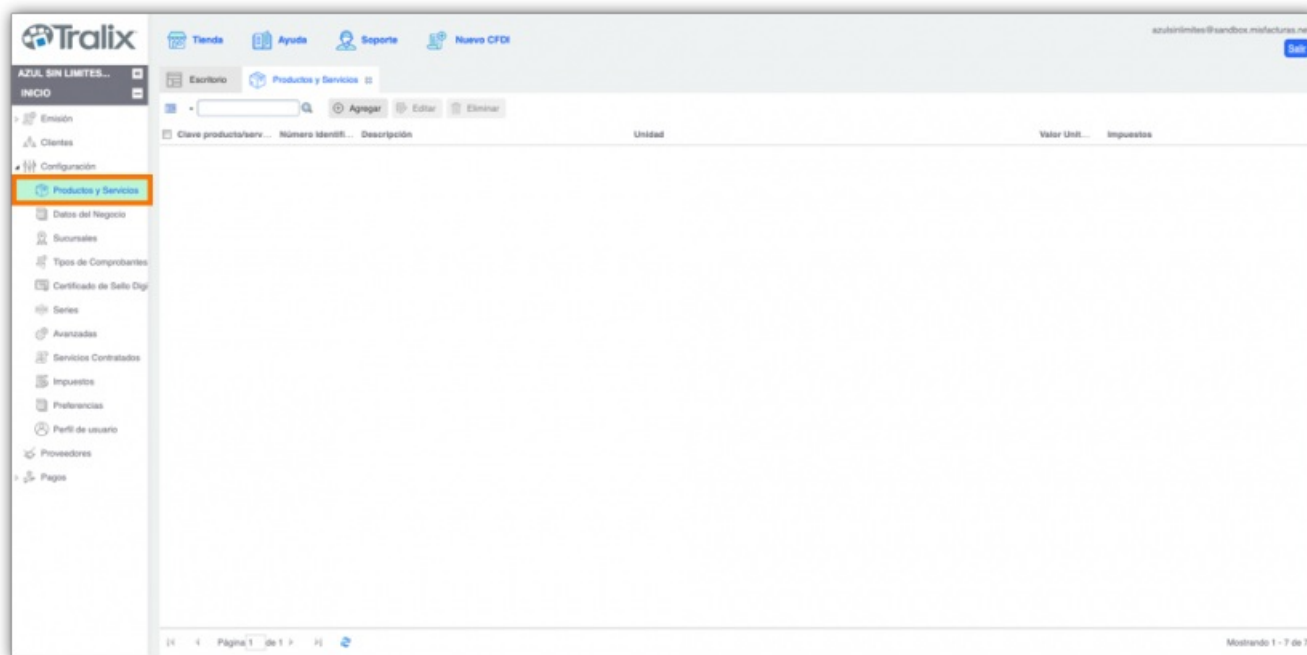 Tralix
Tienda Ayuda Soporte Nuevo CFDI
azulsinlimites@sandbox.misfacturas.ne
Salir
AZUL SIN LIMITES...
INICIO
Escritorio Productos y Servicios
Agregar Editar Eliminar
Clave producto/serv... Número Identifi... Descripción Unidad Valor Unit... Impuestos
Emisión
Clientes
Configuración
Productos y Servicios
Datos del Negocio
Sucursales
Tipos de Comprobantes
Certificado de Sello Digi
Series
Avanzadas
Servicios Contratados
Impuestos
Preferencias
Perfil de usuario
Proveedores
Pagos
Página 1 de 1
Mostrando 1 - 7 de 7